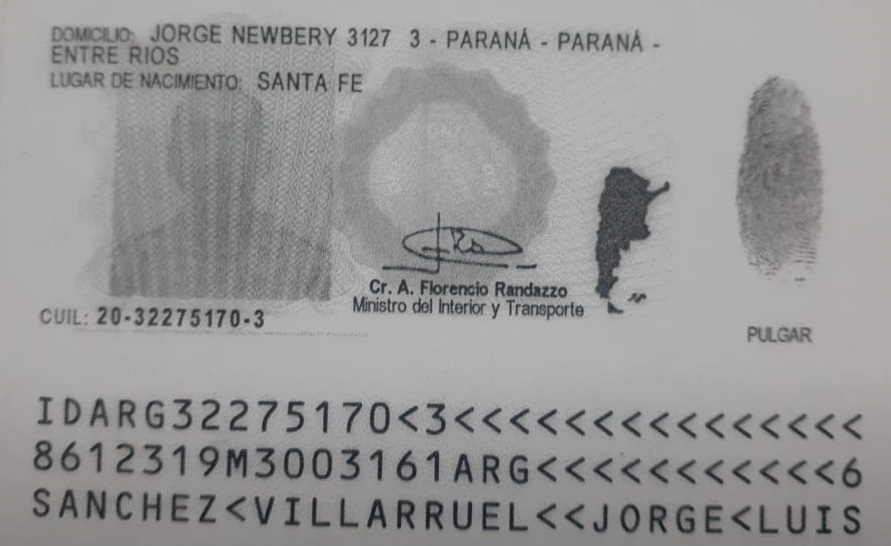 DOMICILIO: JORGE NEWBERY 3127 3 - PARANÁ - PARANÁ -
ENTRE RIOS
LUGAR DE NACIMIENTO: SANTA FE
Cr. A. Florencio Randazzo
Ministro del Interior y Transporte
CUIL: 20-32275170-3
PULGAR
IDARG32275170<3<<<<<<<<<<<<<<<
8612319M3003161ARG<<<<<<<<<<<6
SANCHEZ<VILLARRUEL<<JORGE<LUIS